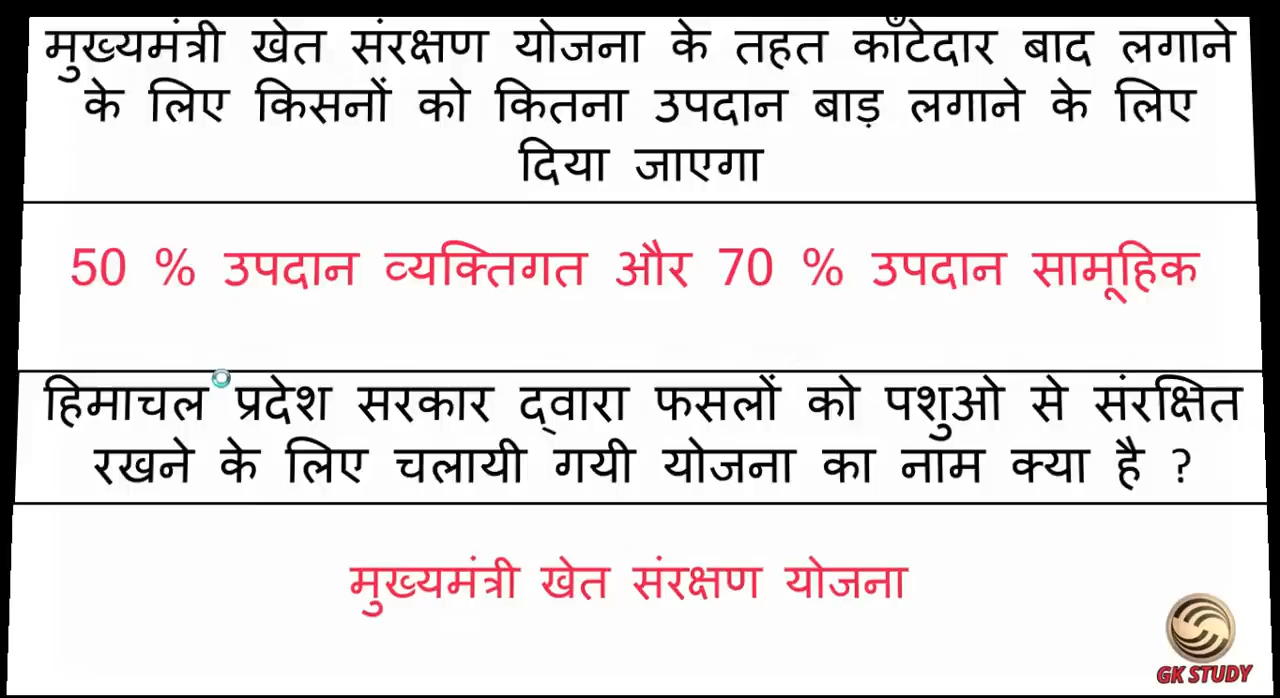 मुख्यमंत्री खेत संरक्षण योजना के तहत काँटेदार बाद लगाने
के लिए किसनों को कितना उपदान बाड़ लगाने के लिए
दिया जाएगा
50 % उपदान व्यक्तिगत और 70 % उपदान सामूहिक
हिमाचल प्रदेश सरकार द्वारा फसलों को पशुओ से संरक्षित
रखने के लिए चलायी गयी योजना का नाम क्या है ?
मुख्यमंत्री खेत संरक्षण योजना
GK STUDY